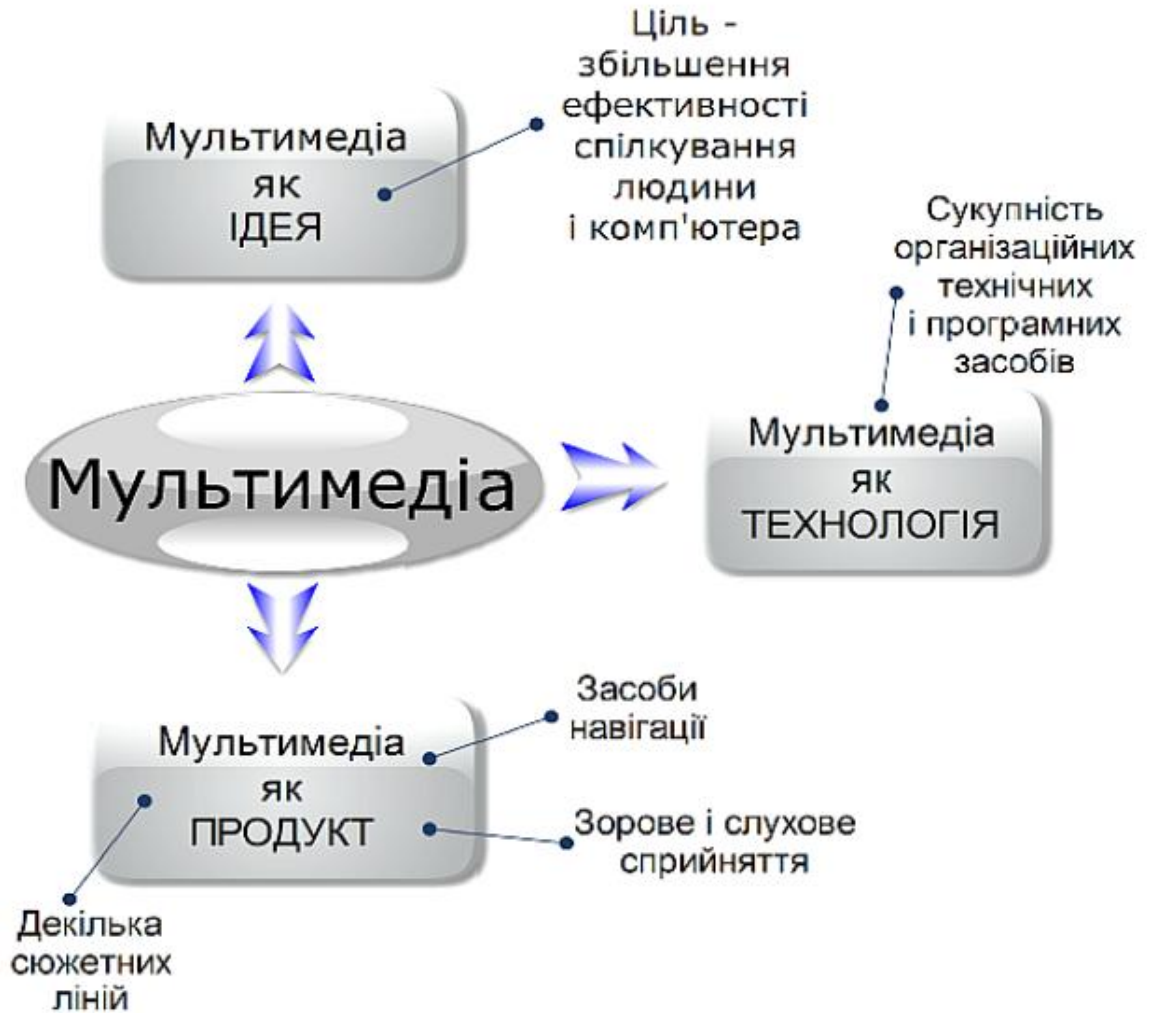 Ціль -
збільшення
ефективності
спілкування
людини
і комп'ютера
Мультимедіа
як
ІДЕЯ
Сукупність
організаційних
технічних
і програмних
засобів
Мультимедіа
як
ТЕХНОЛОГІЯ
Мультимедіа
Мультимедіа
як
ПРОДУКТ
Засоби
навігації
Зорове і слухове
сприйняття
Декілька
сюжетних
ліній